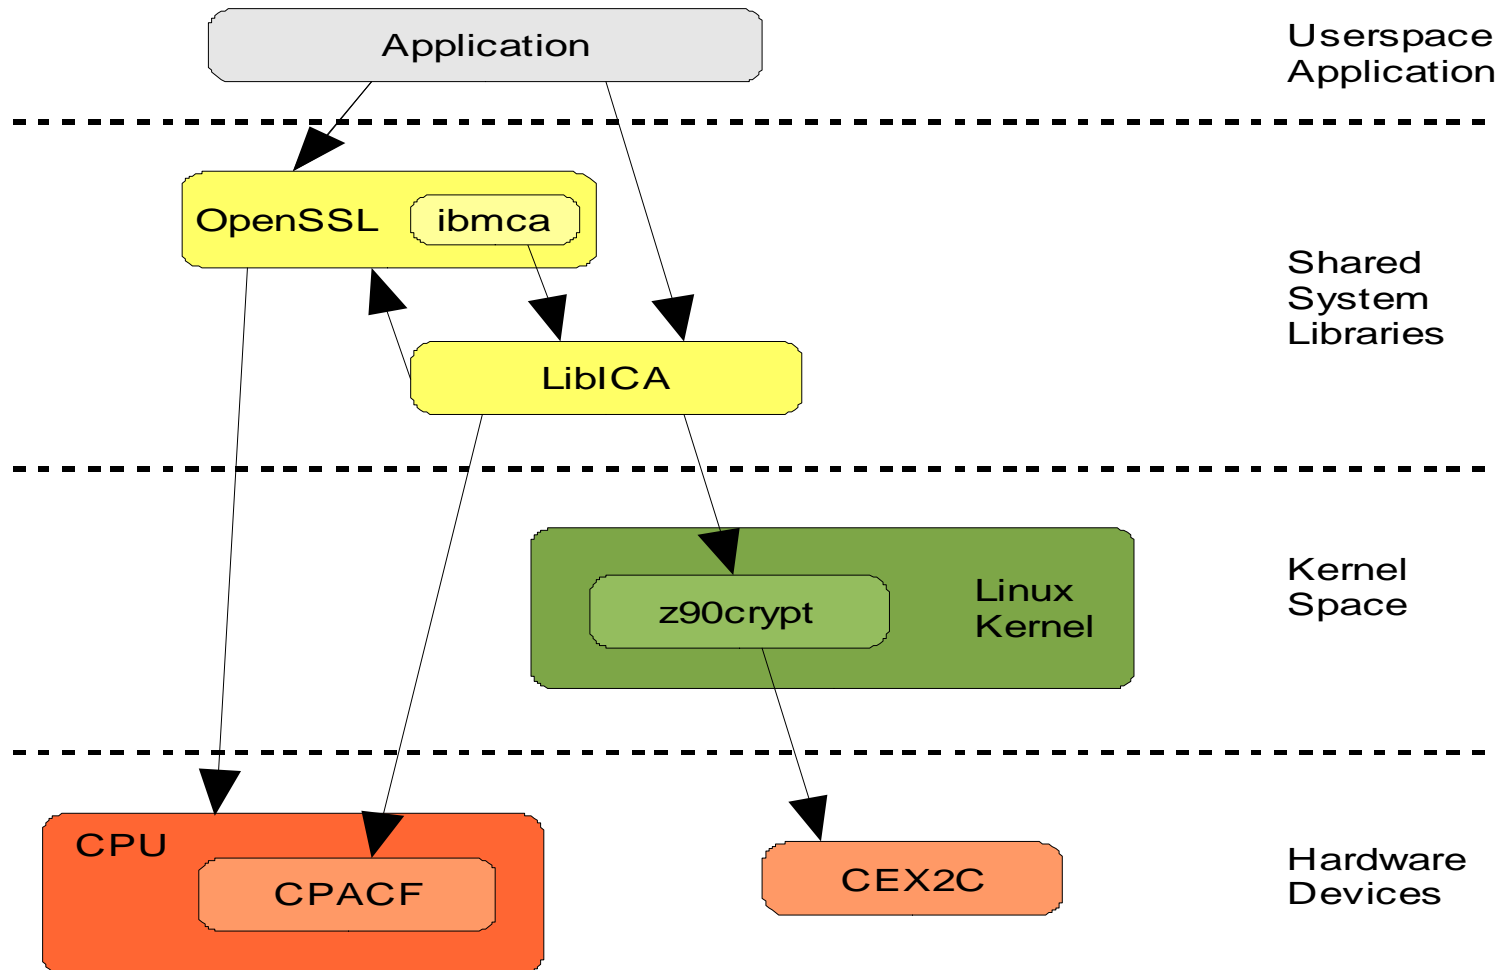 Application
Userspace
Application
OpenSSL
ibmca
Shared
System
Libraries
LibICA
Kernel
Space
z90crypt
Linux
Kernel
CPU
CPACF
CEX2C
Hardware
Devices